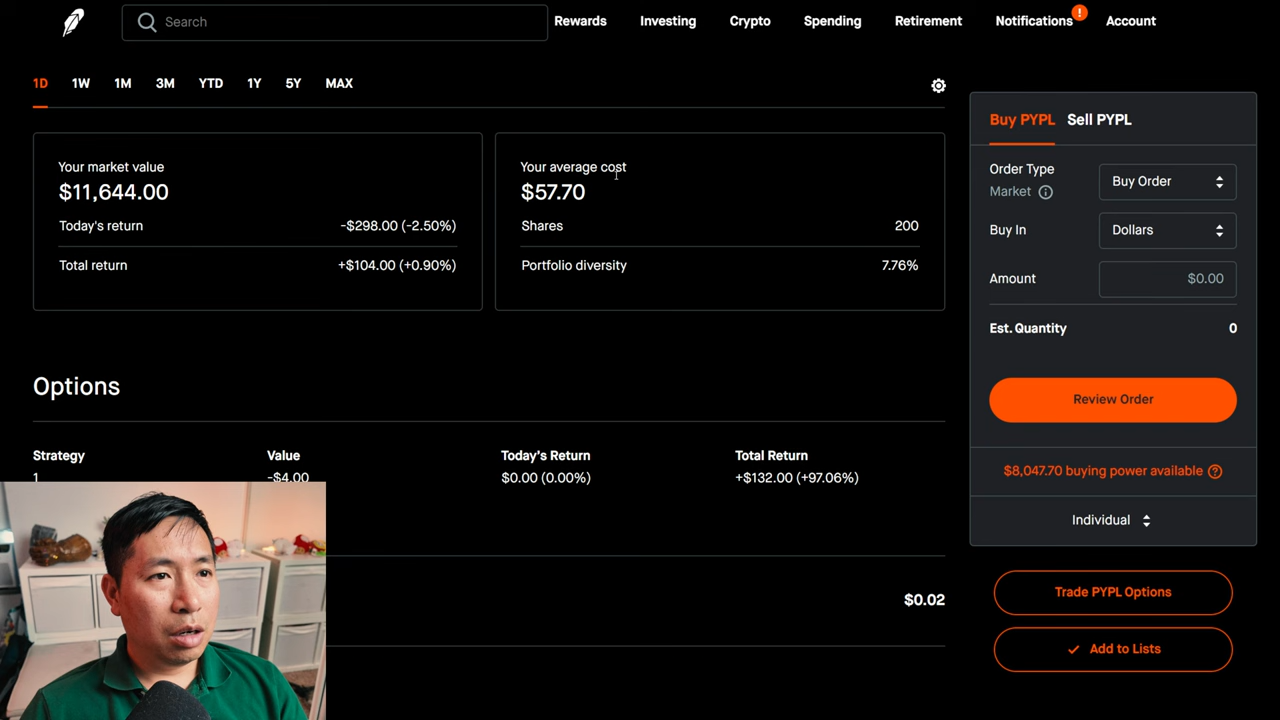 Search
Rewards
Investing
Crypto
Spending
Retirement
Notifications
!
Account
1D 1W 1M 3M YTD 1Y 5Y MAX
Your market value
$11,644.00
Today's return -$298.00 (-2.50%)
Total return +$104.00 (+0.90%)
Your average cost
$57.70
Shares 200
Portfolio diversity 7.76%
Options
Strategy Value Today's Return Total Return
1 -$4.00 $0.00 (0.00%) +$132.00 (+97.06%)
$0.02
Buy PYPL Sell PYPL
Order Type
Market
Buy Order
Buy In Dollars
Amount $0.00
Est. Quantity 0
Review Order
$8,047.70 buying power available
Individual
Trade PYPL Options
Add to Lists